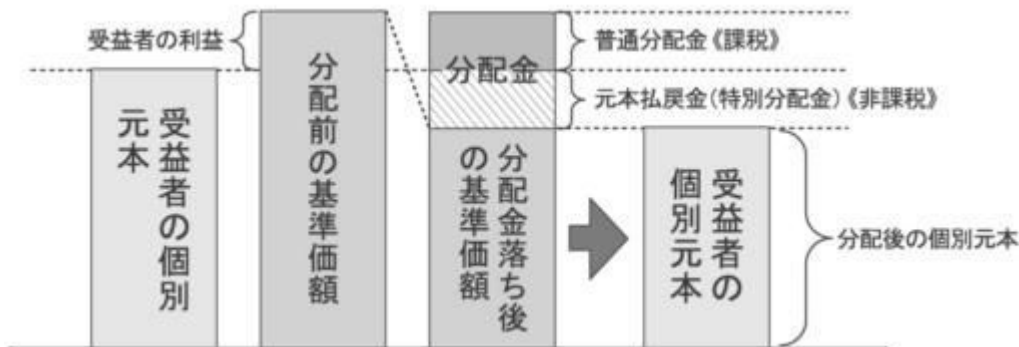 受益者の利益
受益者の個別
元本
分配前の基準価額
分配金
分配金落ち後
の基準価額
普通分配金《課税》
元本払戻金(特別分配金)《非課税》
受益者の
個別元本
分配後の個別元本